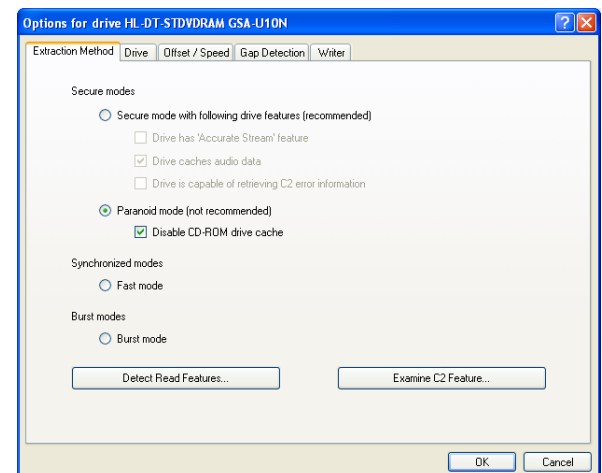 Options for drive HL-DT-STDVDRAM GSA-U10N
Extraction Method Drive Offset / Speed Gap Detection Writer
Secure modes
Secure mode with following drive features (recommended)
Drive has 'Accurate Stream' feature
Drive caches audio data
Drive is capable of retrieving C2 error information
Paranoid mode (not recommended)
Disable CD-ROM drive cache
Synchronized modes
Fast mode
Burst modes
Burst mode
Detect Read Features... Examine C2 Feature...
OK Cancel